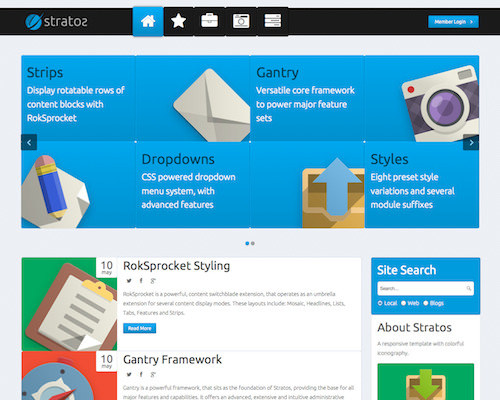 stratos
Member Login
Strips
Display rotatable rows of
content blocks with
RokSprocket
Gantry
Versatile core framework
to power major feature
sets
Dropdowns
CSS powered dropdown
menu system, with
advanced features
Styles
Eight preset style
variations and several
module suffixes
10
may
RokSprocket Styling
RokSprocket is a powerful, content switchblade extension, that operates as an umbrella
extension for several content display modes. These layouts include: Mosaic, Headlines, Lists,
Tabs, Features and Strips.
Read More
10
may
Gantry Framework
Gantry is a powerful framework, that sits as the foundation of Stratos, providing the base for all
major features and capabilities. It offers an advanced, extensive and intuitive administrative
Site Search
Search...
Local
Web
Blogs
About Stratos
A responsive template with colorful
iconography.